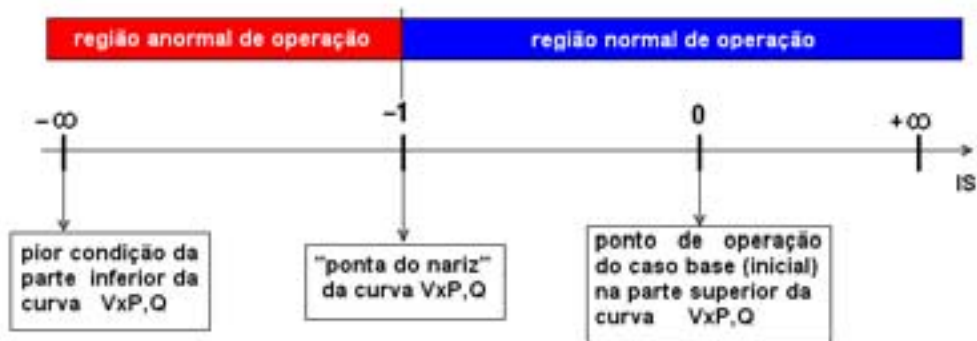 região anormal de operação
região normal de operação
−∞
−1
0
+∞
IS
pior condição da
parte inferior da
curva VxP,Q
"ponta do nariz"
da curva VxP,Q
ponto de operação
do caso base (inicial)
na parte superior da
curva VxP,Q